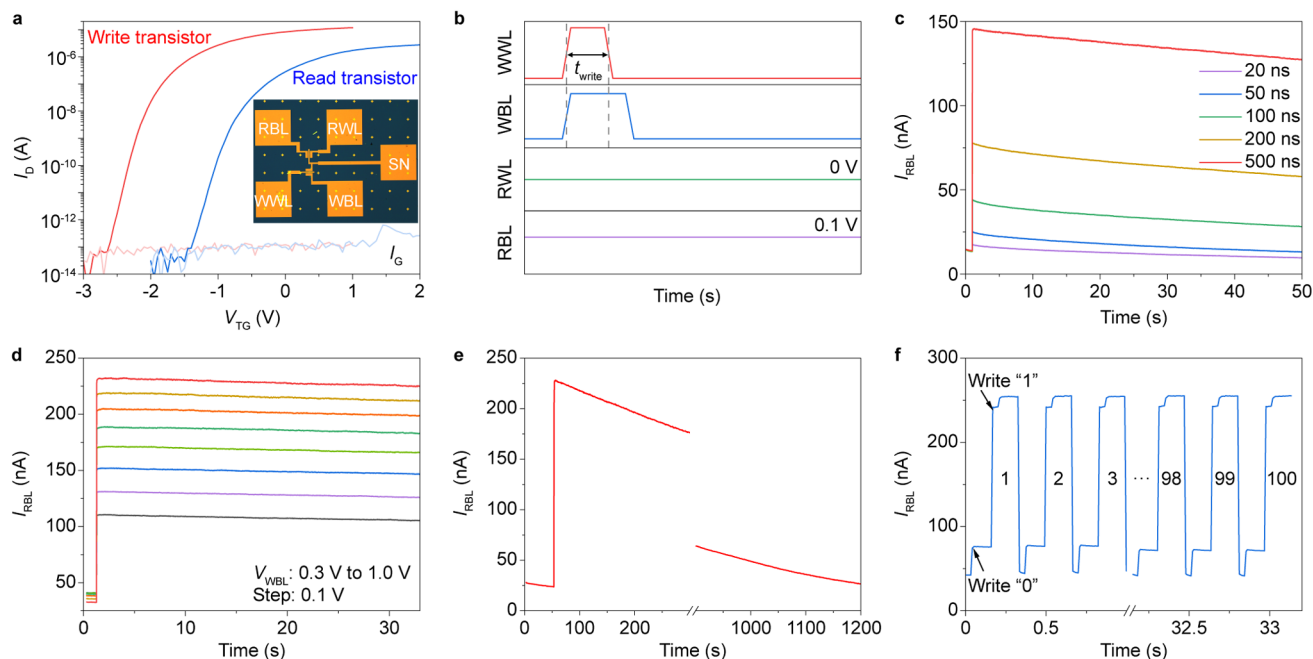 a
Write transistor
Read transistor
RBL
RWL
SN
WWL
WBL
I_G
I_D (A)
10⁻⁶
10⁻⁸
10⁻¹⁰
10⁻¹²
10⁻¹⁴
-3 -2 -1 0 1 2
V_TG (V)
b
WWL
t_write
WBL
RWL
0 V
RBL
0.1 V
Time (s)
c
I_RBL (nA)
150
100
50
0
20 ns
50 ns
100 ns
200 ns
500 ns
0 10 20 30 40 50
Time (s)
d
I_RBL (nA)
250
200
150
100
50
V_WBL: 0.3 V to 1.0 V
Step: 0.1 V
0 10 20 30
Time (s)
e
I_RBL (nA)
250
200
150
100
50
0
0 100 200 1000 1100 1200
Time (s)
f
I_RBL (nA)
300
250
200
150
100
50
0
Write "1"
1 2 3 ··· 98 99 100
Write "0"
0 0.5 32.5 33
Time (s)